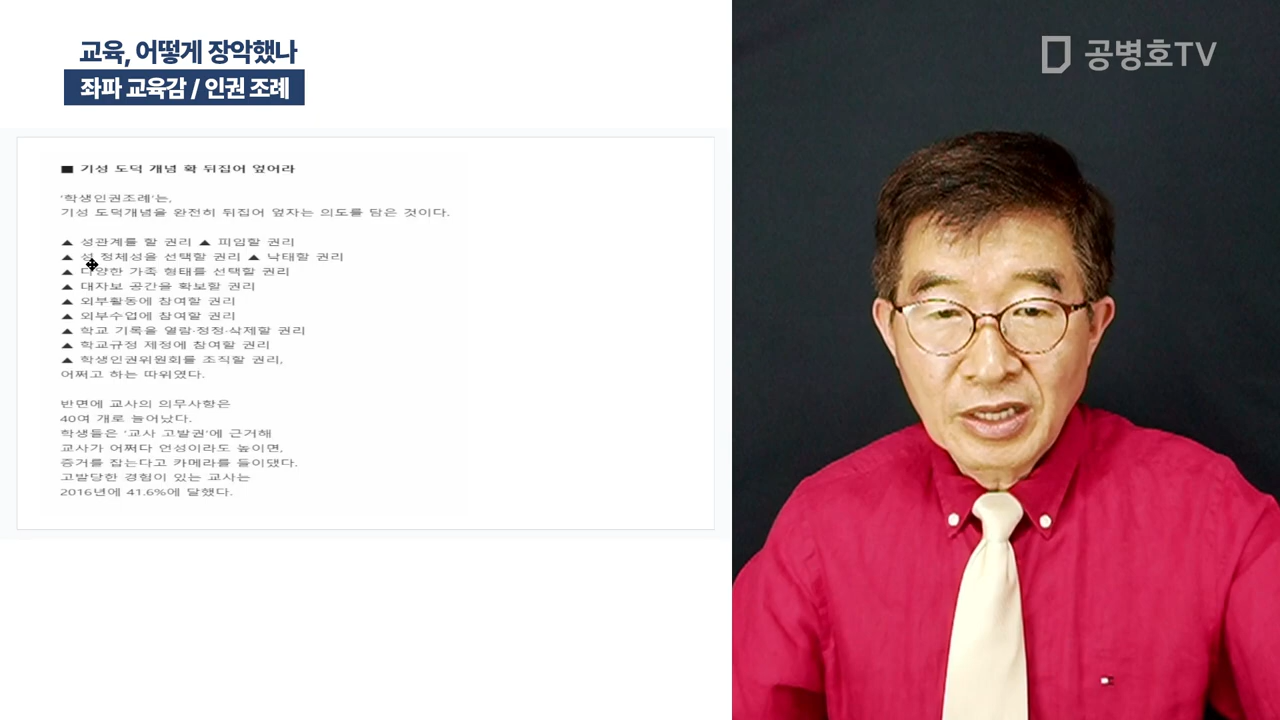 교육, 어떻게 장악했나
좌파 교육감 / 인권 조례
공병호TV
■ 기성 도덕 개념 확 뒤집어 엎어라
'학생인권조례'는,
기성 도덕개념을 완전히 뒤집어 엎자는 의도를 담은 것이다.
▲ 성관계를 할 권리 ▲ 피임할 권리
▲ 성 정체성을 선택할 권리 ▲ 낙태할 권리
▲ 다양한 가족 형태를 선택할 권리
▲ 대자보 공간을 확보할 권리
▲ 외부활동에 참여할 권리
▲ 외부수업에 참여할 권리
▲ 학교 기록을 열람·정정·삭제할 권리
▲ 학교규정 제정에 참여할 권리
▲ 학생인권위원회를 조직할 권리,
어쩌고 하는 따위였다.
반면에 교사의 의무사항은
40여 개로 늘어났다.
학생들은 '교사 고발권'에 근거해
교사가 어쩌다 언성이라도 높이면,
증거를 잡는다고 카메라를 들이댔다.
고발당한 경험이 있는 교사는
2016년에 41.6%에 달했다.